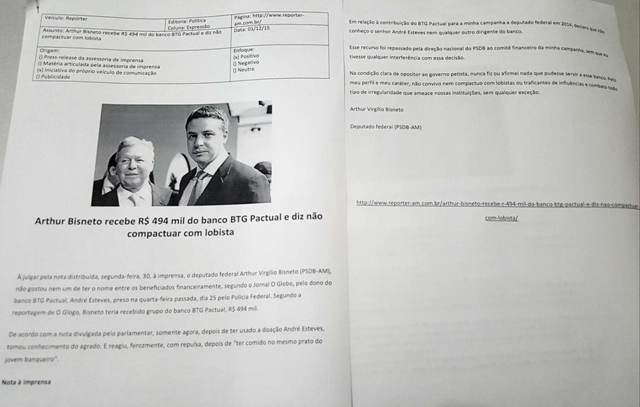 Veículo: Repórter
Editoria: Política
Coluna: Expressão
Página: http://www.reporter-
am.com.br/
Assunto: Arthur Bisneto recebe R$ 494 mil do banco BTG Pactual e diz não
compactuar com lobista
Data: 01/12/15
Origem:
() Press-release da assessoria de imprensa
() Matéria articulada pela assessoria de imprensa
(x) Iniciativa do próprio veículo de comunicação
() Publicidade
Enfoque:
(x) Positivo
() Negativo
() Neutro
Arthur Bisneto recebe R$ 494 mil do banco BTG Pactual e diz não
compactuar com lobista
À julgar pela nota distribuída, segunda-feira, 30, à imprensa, o deputado federal Arthur Virgílio Bisneto (PSDB-AM),
não gostou nem um de ter o nome entre os beneficiados financeiramente, segundo o Jornal O Globo, pelo dono do
banco BTG Pactual, André Esteves, preso na quarta-feira passada, dia 25 pelo Polícia Federal. Segundo a
reportagem de O Glogo, Bisneto teria recebido grupo do banco BTG Pactual, R$ 494 mil.
De acordo com a nota divulgada pelo parlamentar, somente agora, depois de ter usado a doação André Esteves,
tomou conhecimento do agrado. E reagiu, ferozmente, com repulsa, depois de "ter comido no mesmo prato do
jovem banqueiro".
Nota à imprensa
Em relação à contribuição do BTG Pactual para a minha campanha a deputado federal em 2014, declaro que não
conheço o senhor André Esteves nem qualquer outro dirigente do banco.
Esse recurso foi repassado pela direção nacional do PSDB ao comitê financeiro da minha campanha, sem que eu
tivesse qualquer interferência com essa decisão.
Na condição clara de opositor ao governo petista, nunca fiz ou afirmei nada que pudesse servir a esse banco. Pelo
meu perfil e meu caráter, não convivo nem compactuo com lobistas ou traficantes de influências e combato todo
tipo de irregularidade que ameace nossas instituições, sem qualquer exceção.
Arthur Virgílio Bisneto
Deputado federal (PSDB-AM)
http://www.reporter-am.com.br/arthur-bisneto-recebe-r-494-mil-do-banco-btg-pactual-e-diz-nao-compactuar-
com-lobista/